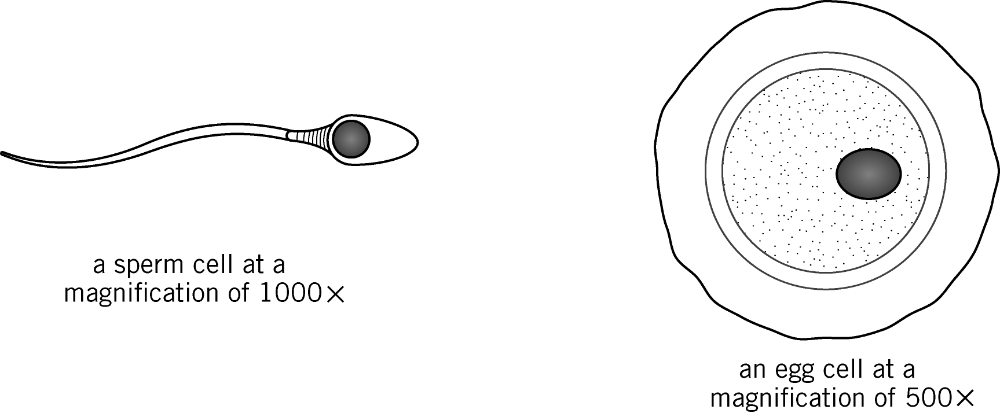 a sperm cell at a
magnification of 1000×
an egg cell at a
magnification of 500×